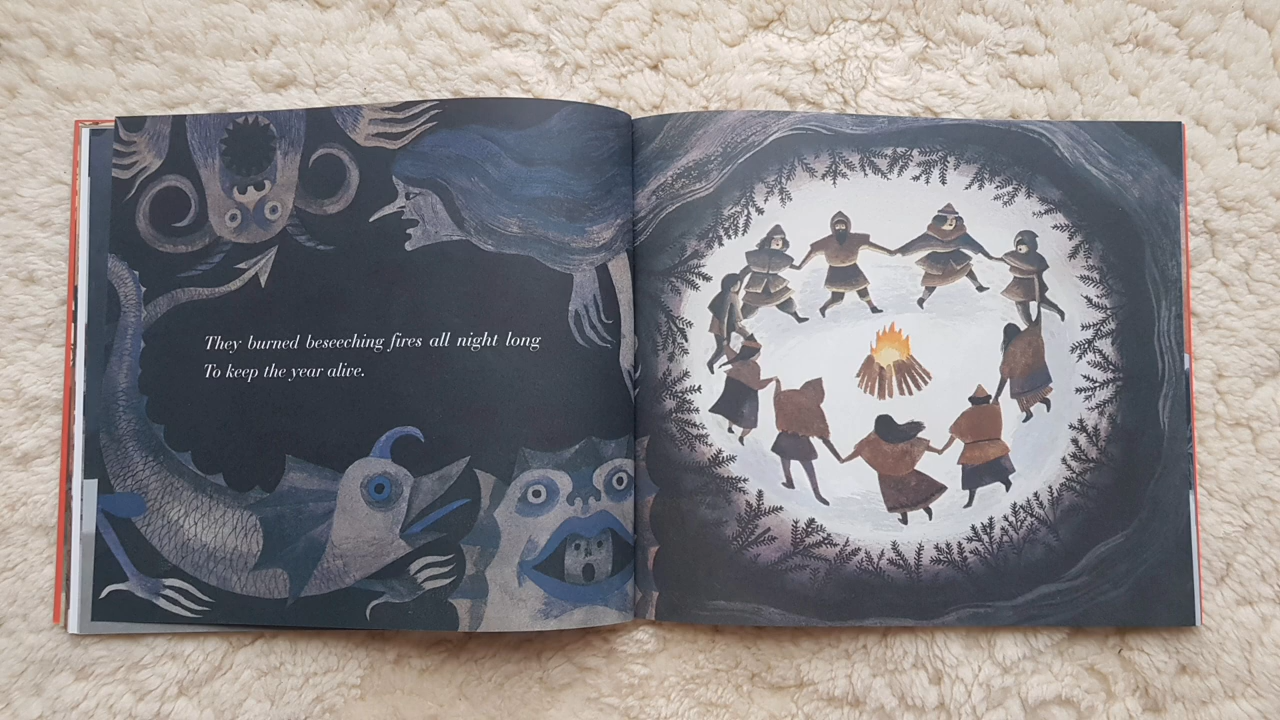 They burned beseeching fires all night long
To keep the year alive.